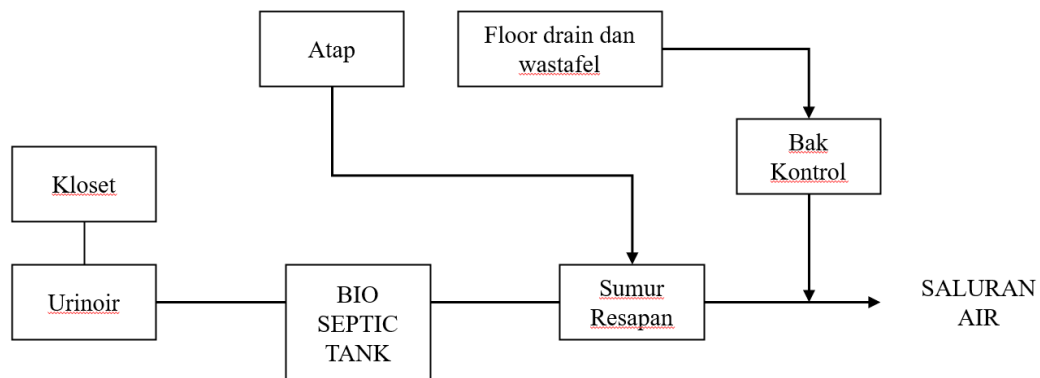 Atap
Floor drain dan
wastafel
Bak
Kontrol
Kloset
Urinoir
BIO
SEPTIC
TANK
Sumur
Resapan
SALURAN
AIR